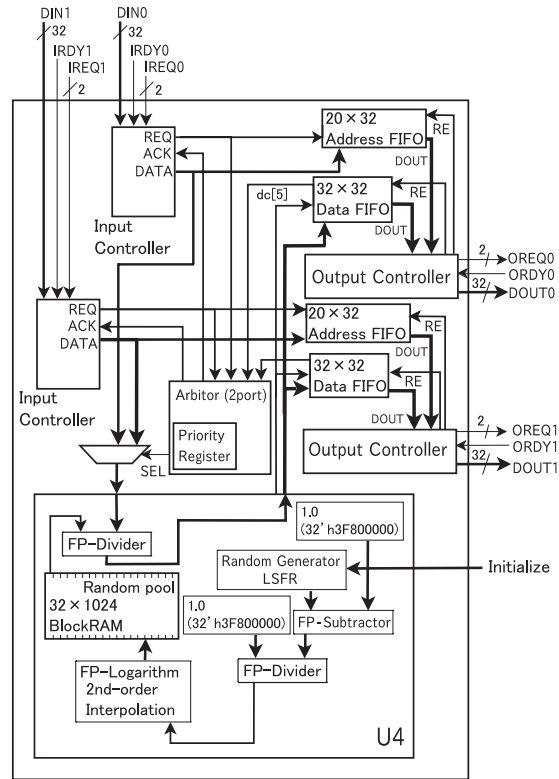 DIN1
DIN0
32
32
IRDY1
IRDY0
IREQ1
IREQ0
2
2
REQ
ACK
DATA
Input
Controller
20 × 32
Address FIFO
RE
DOUT
dc[5]
32 × 32
Data FIFO
RE
DOUT
Output Controller
2
OREQ0
ORDY0
32
DOUT0
REQ
ACK
DATA
Input
Controller
20 × 32
Address FIFO
RE
DOUT
32 × 32
Data FIFO
RE
DOUT
Output Controller
2
OREQ1
ORDY1
32
DOUT1
Arbitor (2port)
Priority
Register
SEL
FP-Divider
1.0
(32'h3F800000)
Random Generator
LSFR
Initialize
Random pool
32 × 1024
BlockRAM
1.0
(32'h3F800000)
FP-Subtractor
FP-Logarithm
2nd-order
Interpolation
FP-Divider
U4